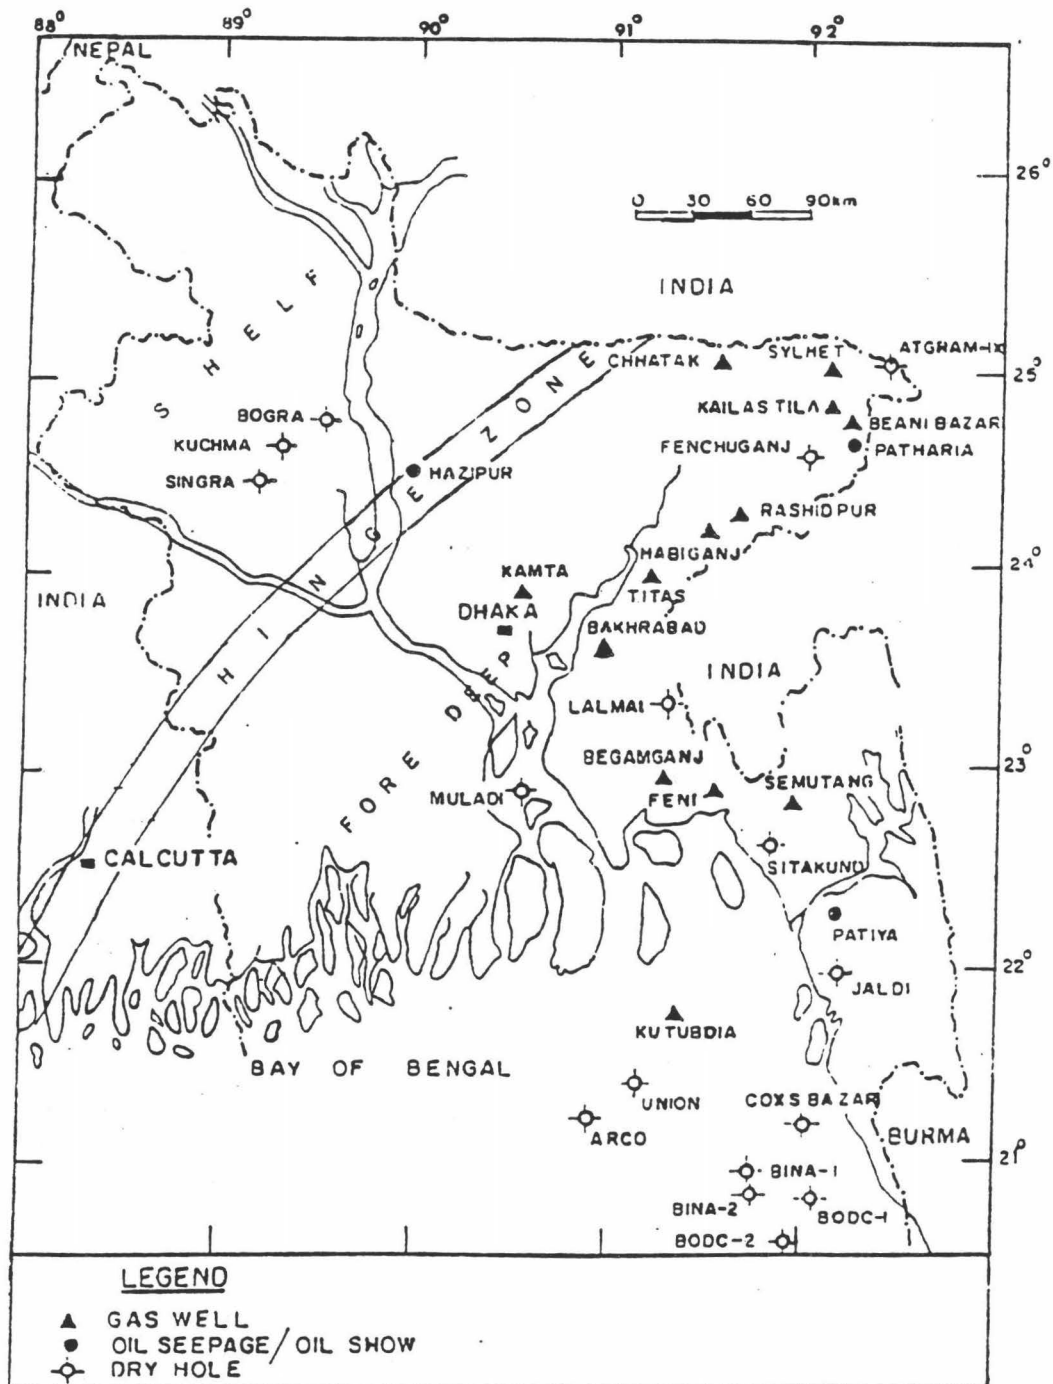 88° 89° 90° 91° 92°
NEPAL
26°
0 30 60 90km
INDIA
SHELF
HINGE ZONE
CHHATAK
SYLHET
ATGRAM-IX
25°
KAILASTILA
BEANI BAZAR
BOGRA
KUCHMA
FENCHUGANJ
PATHARIA
SINGRA
HAZIPUR
RASHIDPUR
HABIGANJ
24°
KAMTA
TITAS
INDIA
DHAKA
BAKHRABAD
INDIA
FORE DEEP
LALMAI
BEGAMGANJ
23°
MULADI
FENI
SEMUTANG
CALCUTTA
SITAKUND
PATIYA
22°
JALDI
KUTUBDIA
BAY OF BENGAL
UNION
COXS BAZAR
ARCO
BURMA
21°
BINA-1
BINA-2
BODC-1
BODC-2
LEGEND
GAS WELL
OIL SEEPAGE/OIL SHOW
DRY HOLE